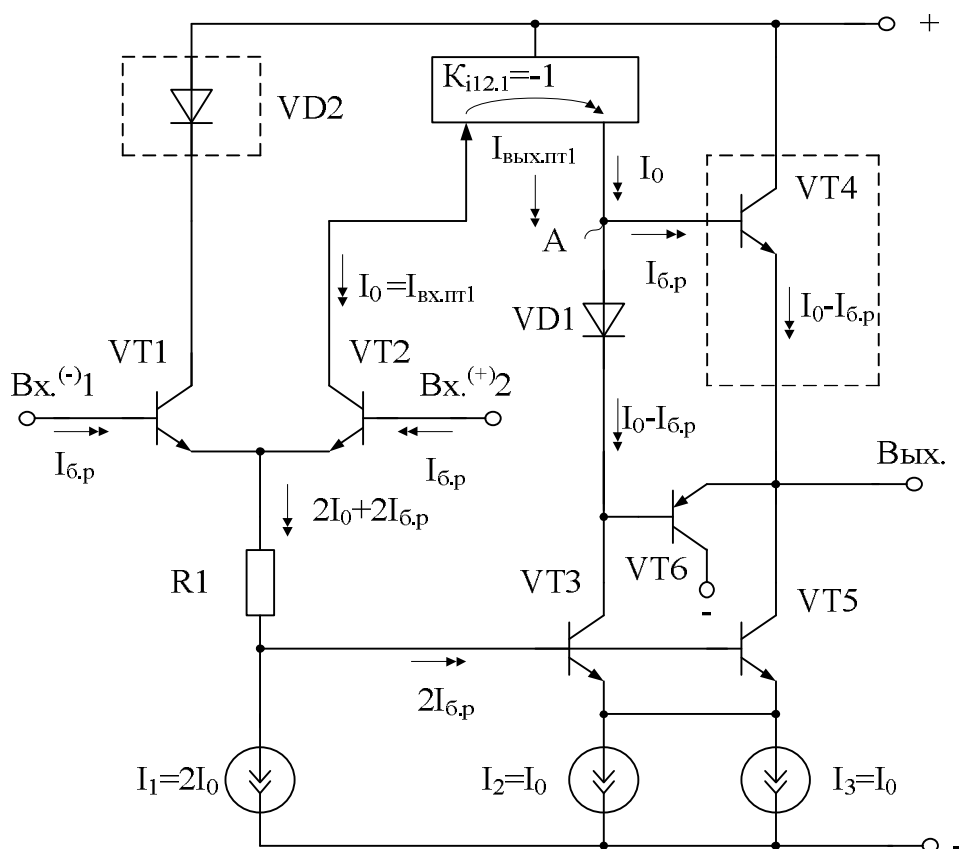 +
Ki12.1=-1
VD2
Iвых.пт1
I0
VT4
A
Iб.р
I0=Iвх.пт1
VD1
I0-Iб.р
VT1
VT2
Вх.(-)1
Вх.(+)2
I0-Iб.р
Iб.р
Iб.р
Вых.
2I0+2Iб.р
VT3
VT6
R1
-
VT5
2Iб.р
I1=2I0
I2=I0
I3=I0
-